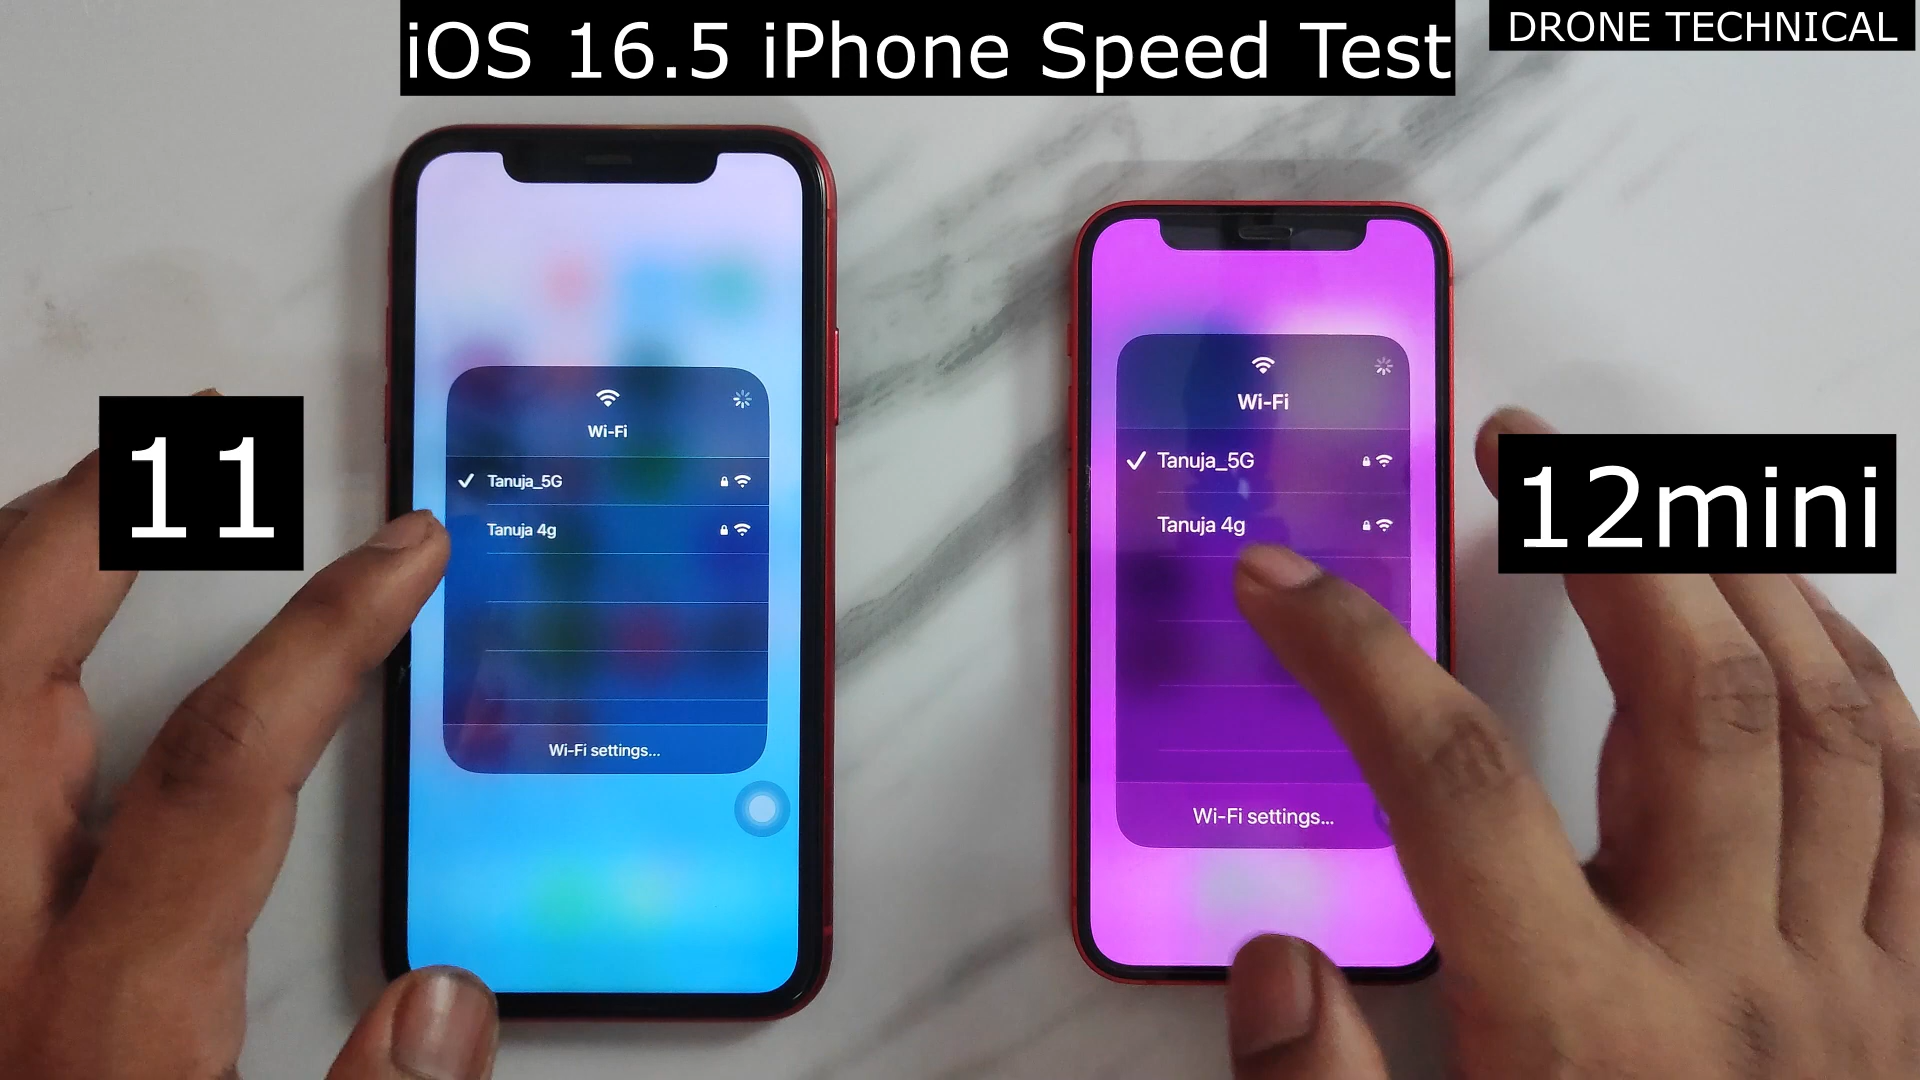 iOS 16.5 iPhone Speed Test
DRONE TECHNICAL
11
Wi-Fi
Tanuja_5G
Tanuja 4g
Wi-Fi settings...
12mini
Wi-Fi
Tanuja_5G
Tanuja 4g
Wi-Fi settings...